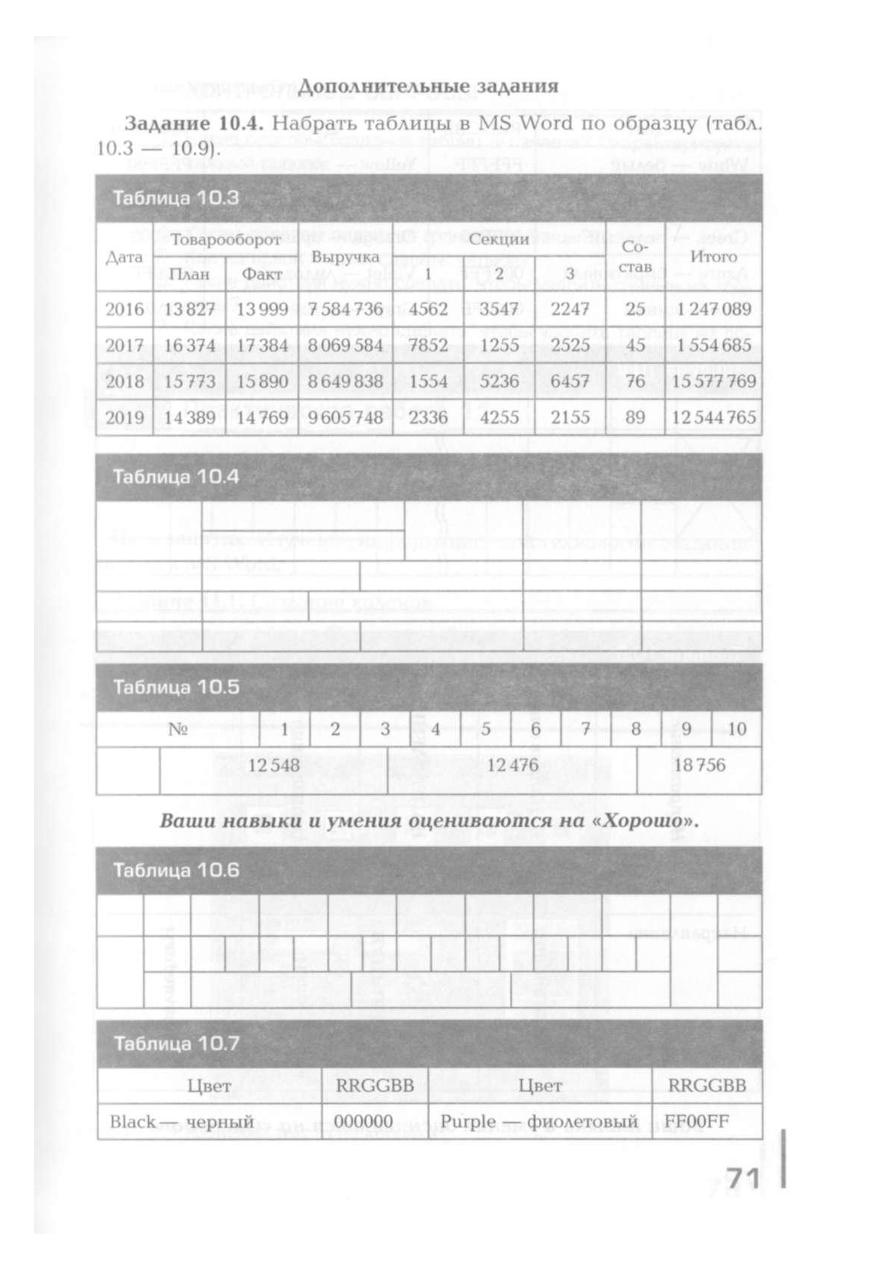 Дополнительные задания
Задание 10.4. Набрать таблицы в MS Word по образцу (табл.
10.3 — 10.9).
Таблица 10.3
Дата Товарооборот Выручка Секции Со-
став Итого
План Факт 1 2 3
2016 13 827 13 999 7 584 736 4562 3547 2247 25 1 247 089
2017 16 374 17 384 8 069 584 7852 1255 2525 45 1 554 685
2018 15 773 15 890 8 649 838 1554 5236 6457 76 15 577 769
2019 14 389 14 769 9 605 748 2336 4255 2155 89 12 544 765
Таблица 10.4
Таблица 10.5
№ 1 2 3 4 5 6 7 8 9 10
12 548 12 476 18 756
Ваши навыки и умения оцениваются на «Хорошо».
Таблица 10.6
Таблица 10.7
Цвет RRGGBB Цвет RRGGBB
Black — черный 000000 Purple — фиолетовый FF00FF
71